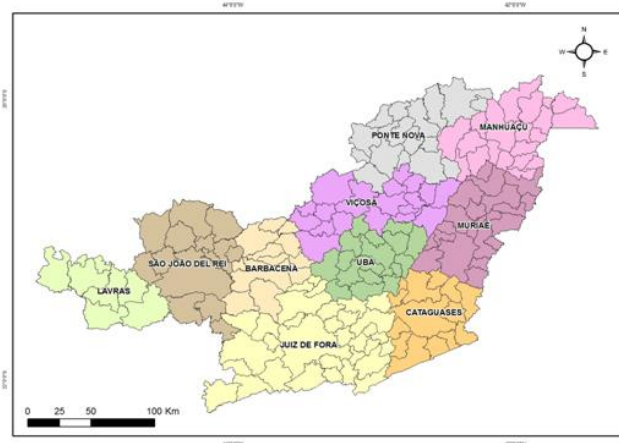 N
W
E
S
PONTE NOVA
MANHUAÇU
VIÇOSA
MURIAÉ
SÃO JOÃO DEL REI
BARBACENA
UBA
LAVRAS
CATAGUASES
JUIZ DE FORA
0 25 50 100 Km